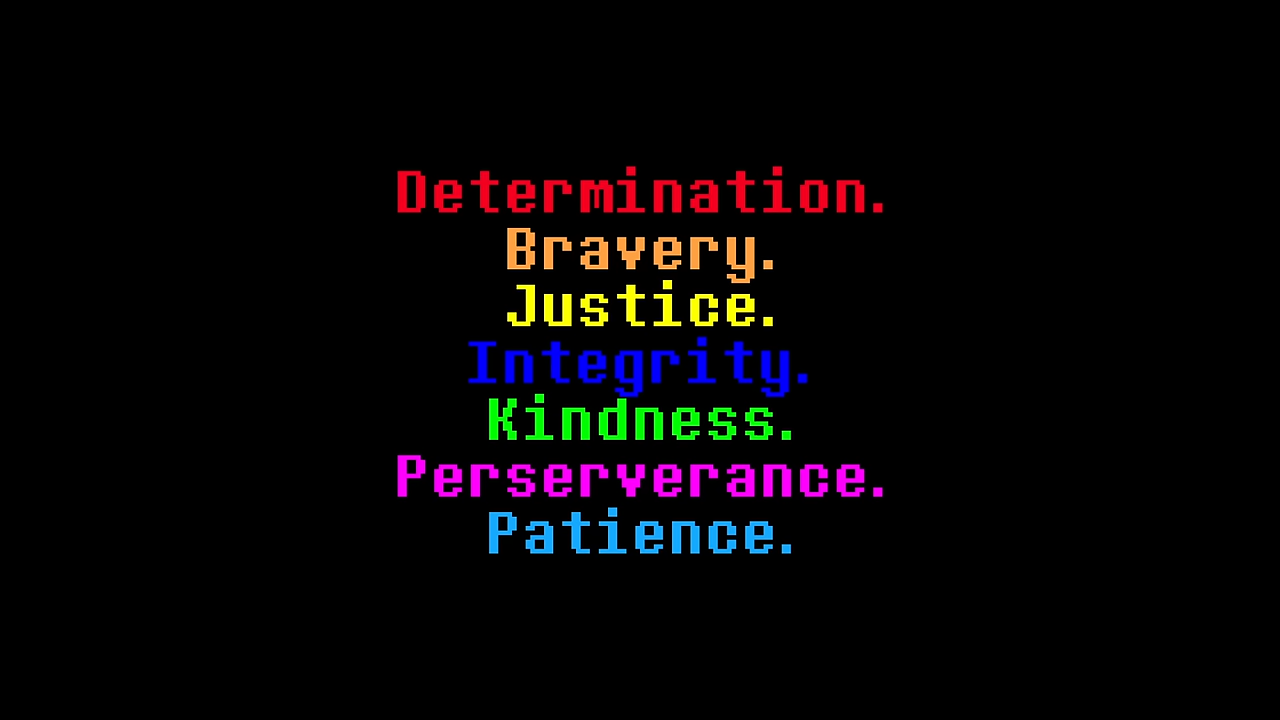 Determination.
Bravery.
Justice.
Integrity.
Kindness.
Perserverance.
Patience.